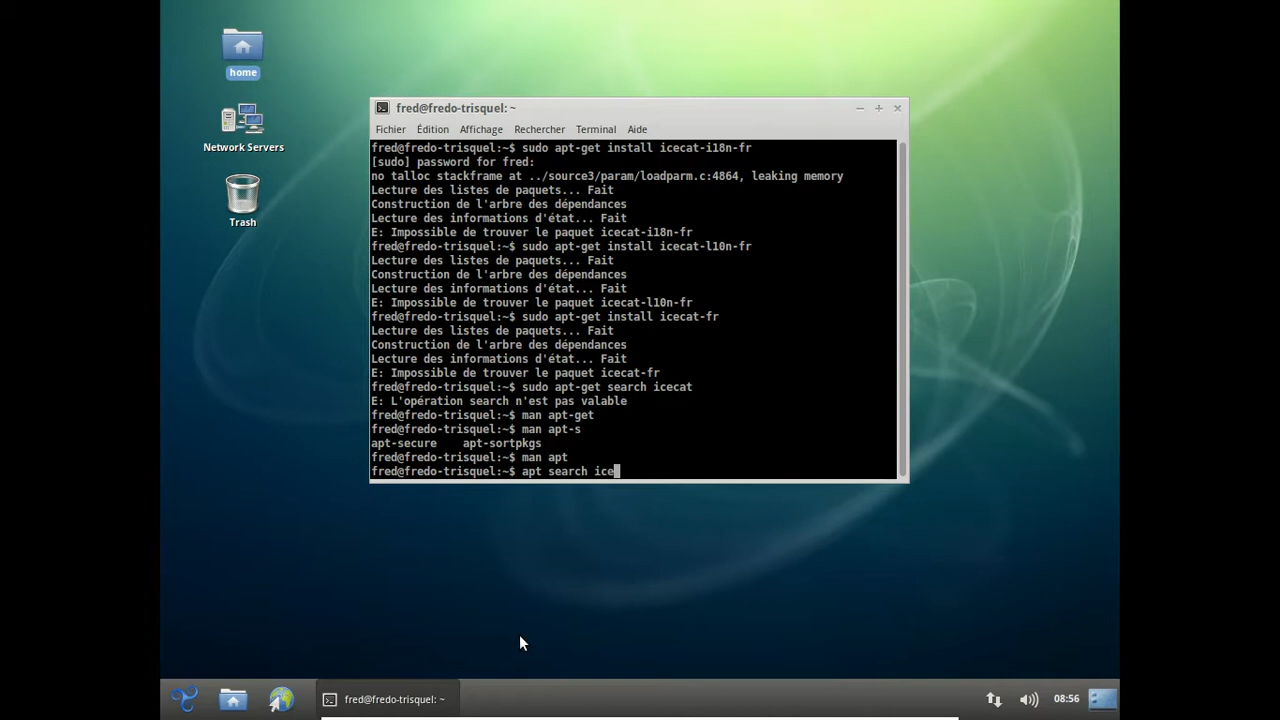 home
Network Servers
Trash
fred@fredo-trisquel: ~
Fichier Édition Affichage Rechercher Terminal Aide
fred@fredo-trisquel:~$ sudo apt-get install icecat-i18n-fr
[sudo] password for fred:
no talloc stackframe at ../source3/param/loadparm.c:4864, leaking memory
Lecture des listes de paquets... Fait
Construction de l'arbre des dépendances
Lecture des informations d'état... Fait
E: Impossible de trouver le paquet icecat-i18n-fr
fred@fredo-trisquel:~$ sudo apt-get install icecat-l10n-fr
Lecture des listes de paquets... Fait
Construction de l'arbre des dépendances
Lecture des informations d'état... Fait
E: Impossible de trouver le paquet icecat-l10n-fr
fred@fredo-trisquel:~$ sudo apt-get install icecat-fr
Lecture des listes de paquets... Fait
Construction de l'arbre des dépendances
Lecture des informations d'état... Fait
E: Impossible de trouver le paquet icecat-fr
fred@fredo-trisquel:~$ sudo apt-get search icecat
E: L'opération search n'est pas valable
fred@fredo-trisquel:~$ man apt-get
fred@fredo-trisquel:~$ man apt-s
apt-secure apt-sortpkgs
fred@fredo-trisquel:~$ man apt
fred@fredo-trisquel:~$ apt search ice
fred@fredo-trisquel: ~
08:56